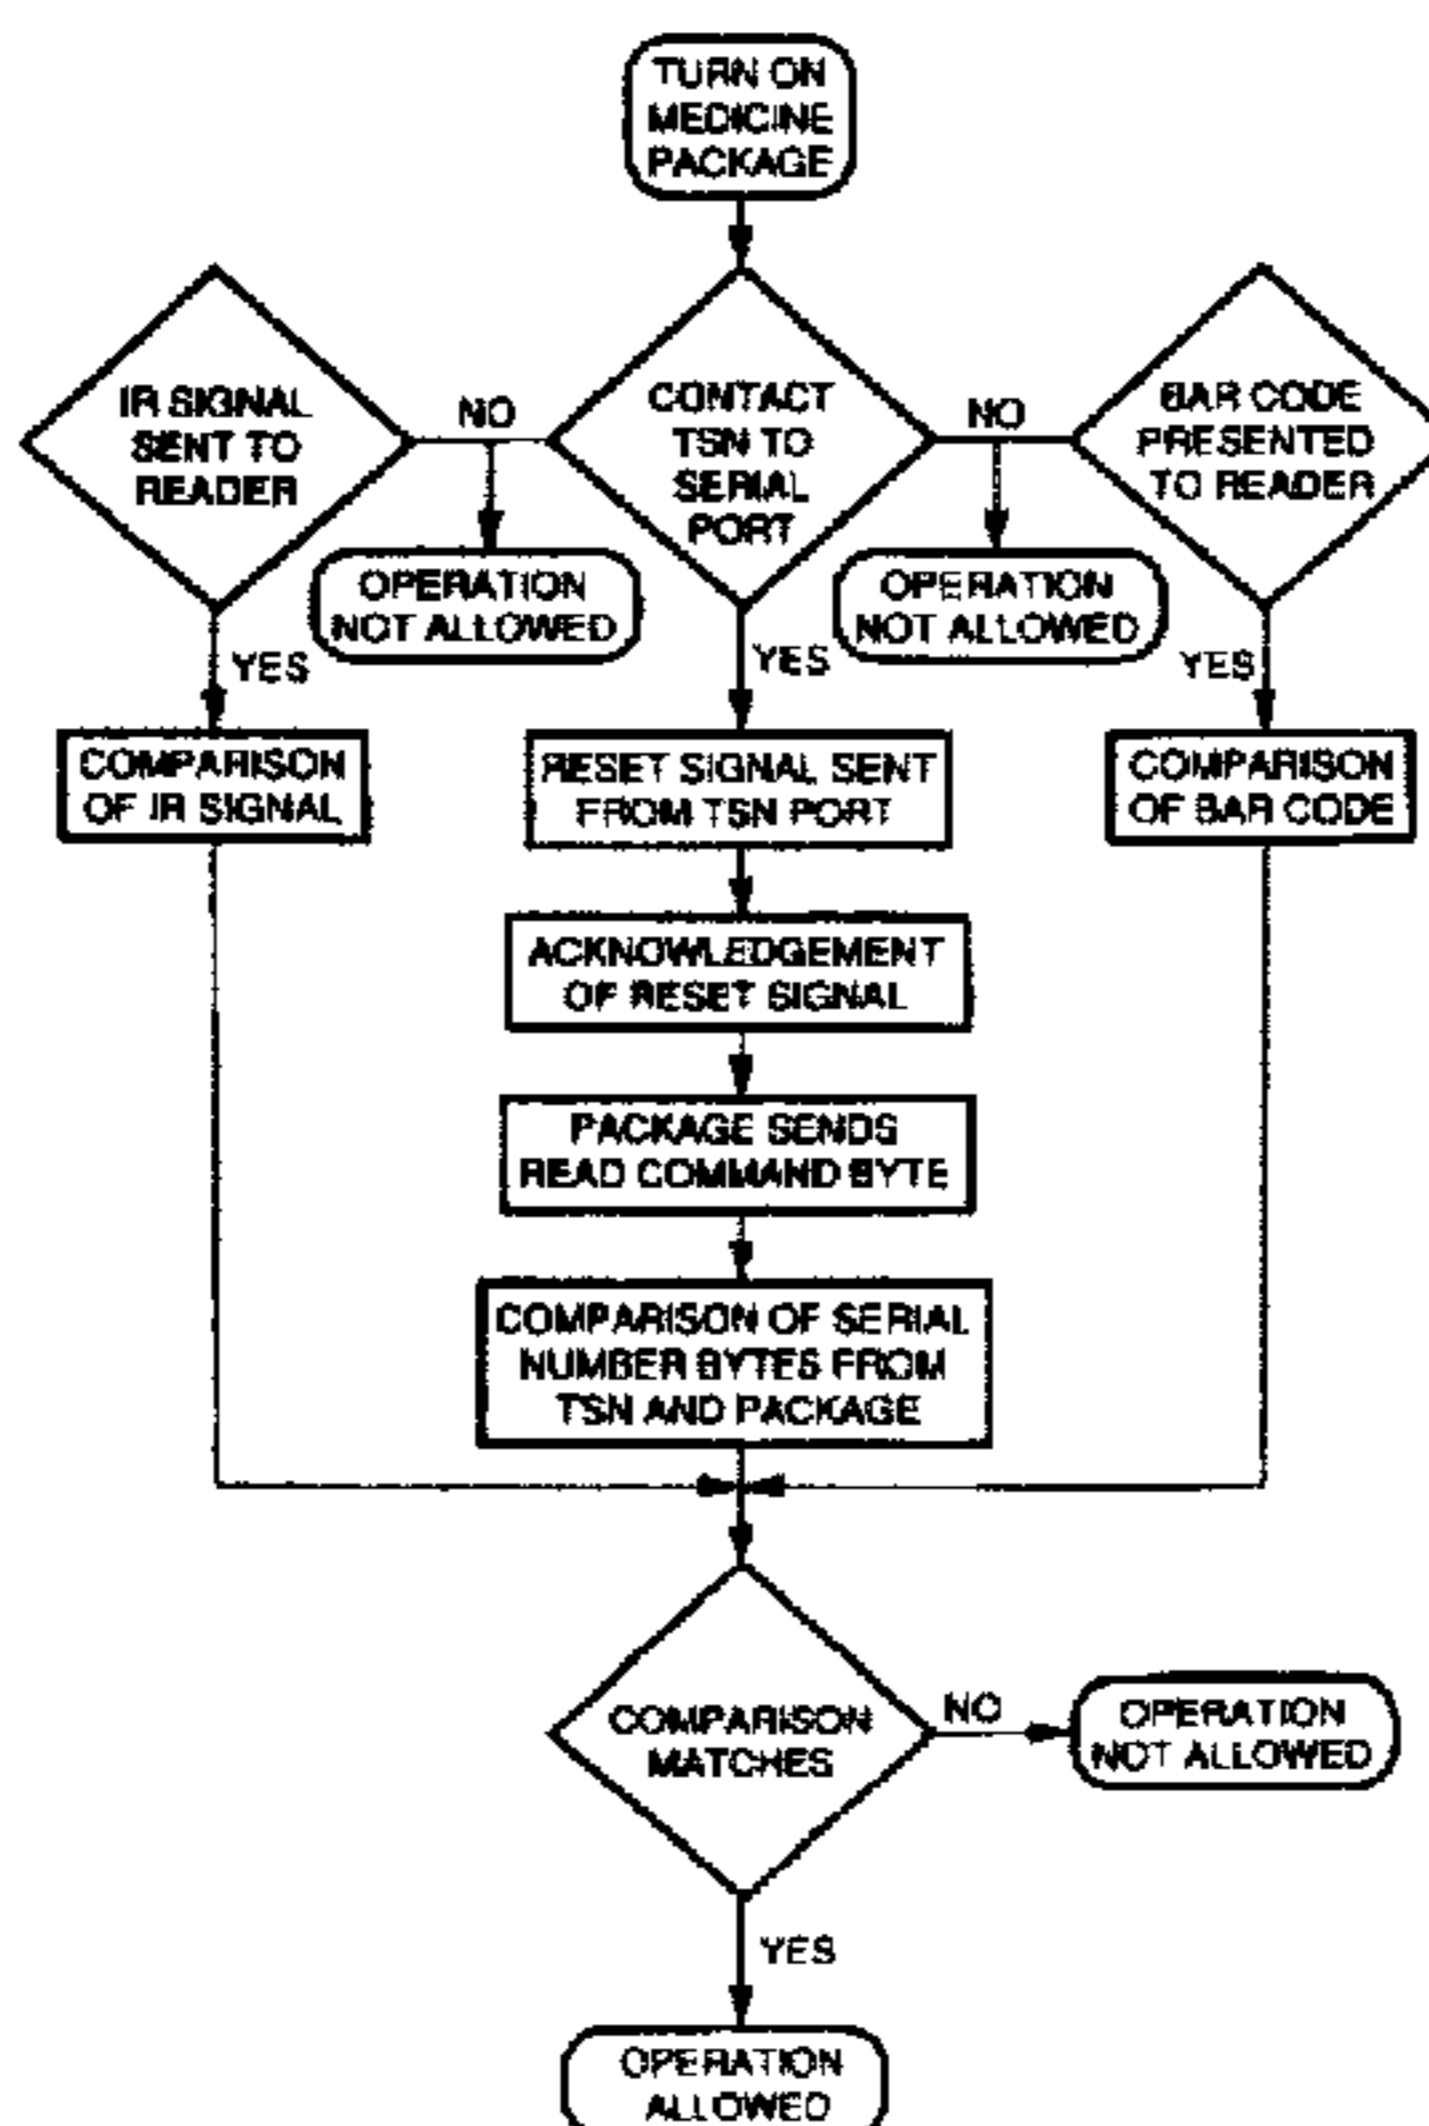 TURN ON
MEDICINE
PACKAGE
IR SIGNAL
SENT TO
READER
NO
CONTACT
TSN TO
SERIAL
PORT
NO
BAR CODE
PRESENTED
TO READER
OPERATION
NOT ALLOWED
OPERATION
NOT ALLOWED
YES
YES
YES
COMPARISON
OF IR SIGNAL
RESET SIGNAL SENT
FROM TSN PORT
COMPARISON
OF BAR CODE
ACKNOWLEDGEMENT
OF RESET SIGNAL
PACKAGE SENDS
READ COMMAND BYTE
COMPARISON OF SERIAL
NUMBER BYTES FROM
TSN AND PACKAGE
COMPARISON
MATCHES
NO
OPERATION
NOT ALLOWED
YES
OPERATION
ALLOWED